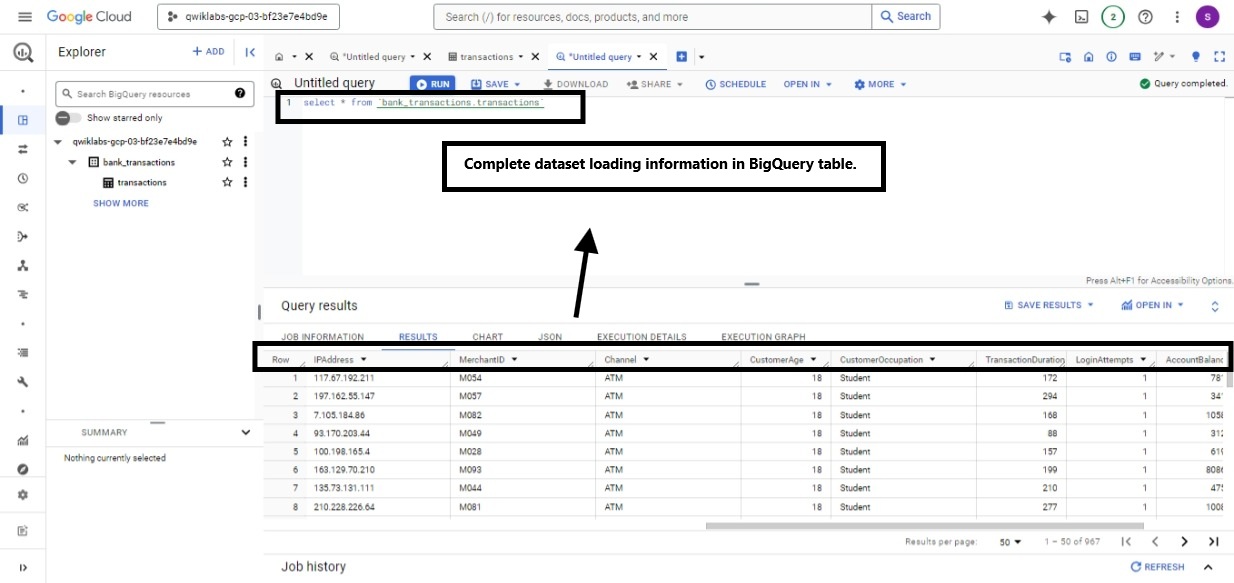 Google Cloud
qwiklabs-gcp-03-bf23e7e4bd9e
Search (/) for resources, docs, products, and more
Search
2
S
Explorer
+ ADD
*Untitled query
transactions
*Untitled query
Untitled query
RUN
SAVE
DOWNLOAD
SHARE
SCHEDULE
OPEN IN
MORE
Query completed.
Search BigQuery resources
Show starred only
qwiklabs-gcp-03-bf23e7e4bd9e
bank_transactions
transactions
SHOW MORE
1 select * from `bank_transactions.transactions`
Complete dataset loading information in BigQuery table.
Press Alt+F1 for Accessibility Options.
Query results
SAVE RESULTS
OPEN IN
JOB INFORMATION RESULTS CHART JSON EXECUTION DETAILS EXECUTION GRAPH
Row IPAddress MerchantID Channel CustomerAge CustomerOccupation TransactionDuration LoginAttempts AccountBalanc
1 117.67.192.211 M054 ATM 18 Student 172 1 781
2 197.162.55.147 M057 ATM 18 Student 294 1 341
3 7.105.184.86 M082 ATM 18 Student 168 1 1058
4 93.170.203.44 M049 ATM 18 Student 88 1 312
5 100.198.165.4 M028 ATM 18 Student 157 1 619
6 163.129.70.210 M093 ATM 18 Student 199 1 8086
7 135.73.131.111 M044 ATM 18 Student 210 1 475
8 210.228.226.64 M081 ATM 18 Student 277 1 1008
SUMMARY
Nothing currently selected
Results per page: 50 1 – 50 of 967
Job history
REFRESH